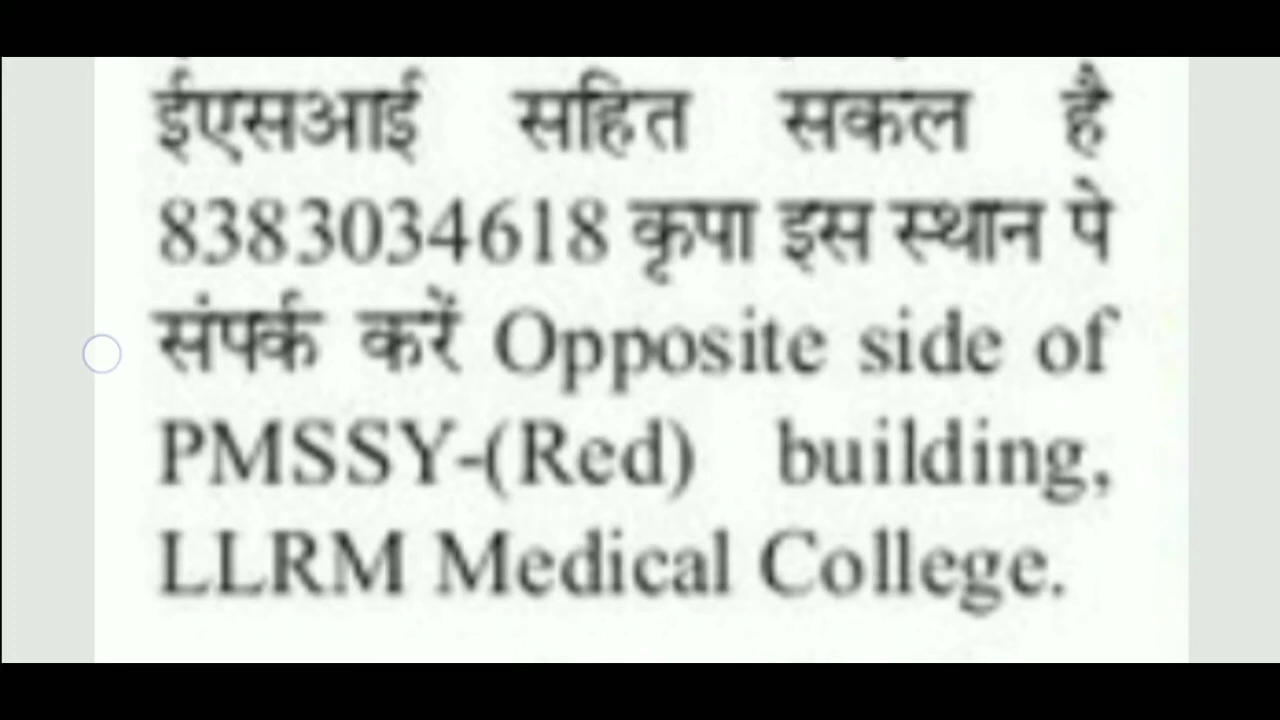 ईएसआई सहित सकल है
8383034618 कृपा इस स्थान पे
संपर्क करें Opposite side of
PMSSY-(Red) building,
LLRM Medical College.